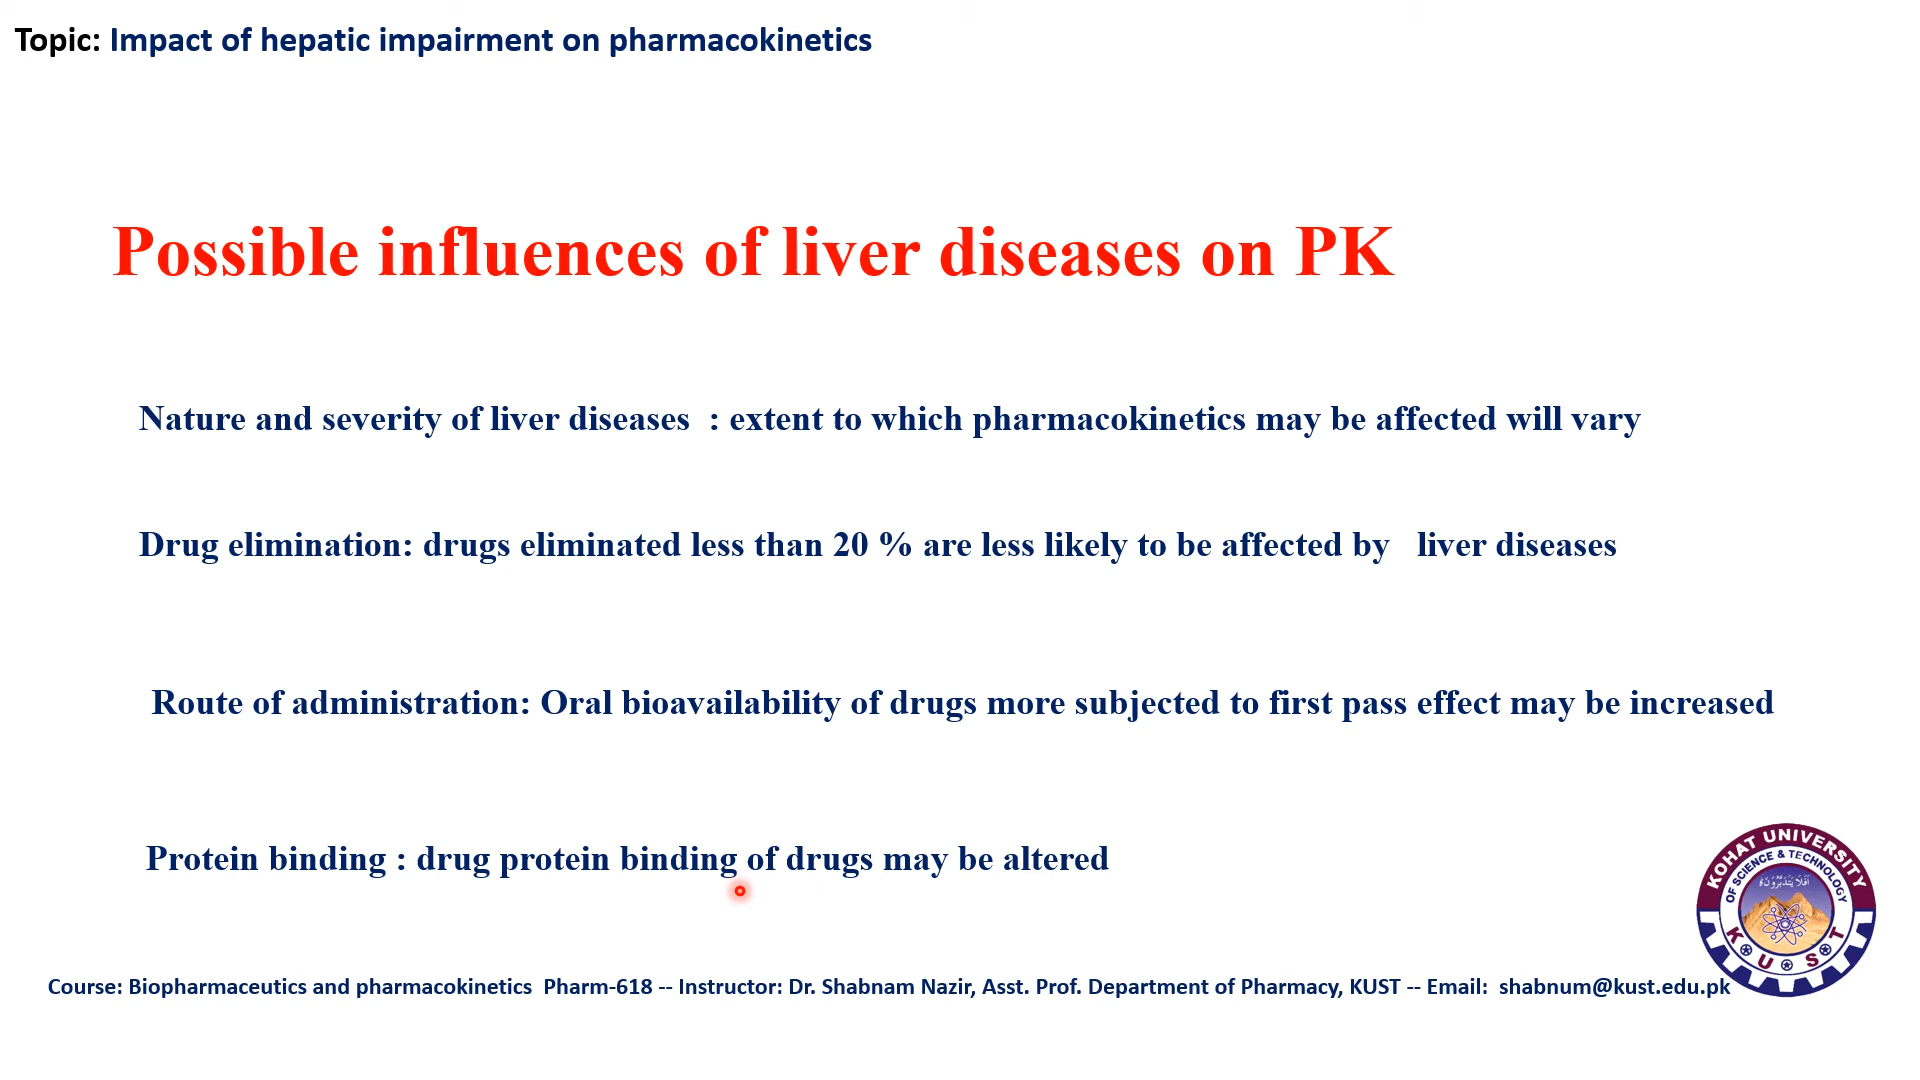 Topic: Impact of hepatic impairment on pharmacokinetics
Possible influences of liver diseases on PK
Nature and severity of liver diseases : extent to which pharmacokinetics may be affected will vary
Drug elimination: drugs eliminated less than 20 % are less likely to be affected by liver diseases
Route of administration: Oral bioavailability of drugs more subjected to first pass effect may be increased
Protein binding : drug protein binding of drugs may be altered
KOHAT UNIVERSITY
OF SCIENCE & TECHNOLOGY
K U S T
Course: Biopharmaceutics and pharmacokinetics Pharm-618 -- Instructor: Dr. Shabnam Nazir, Asst. Prof. Department of Pharmacy, KUST -- Email: shabnum@kust.edu.pk